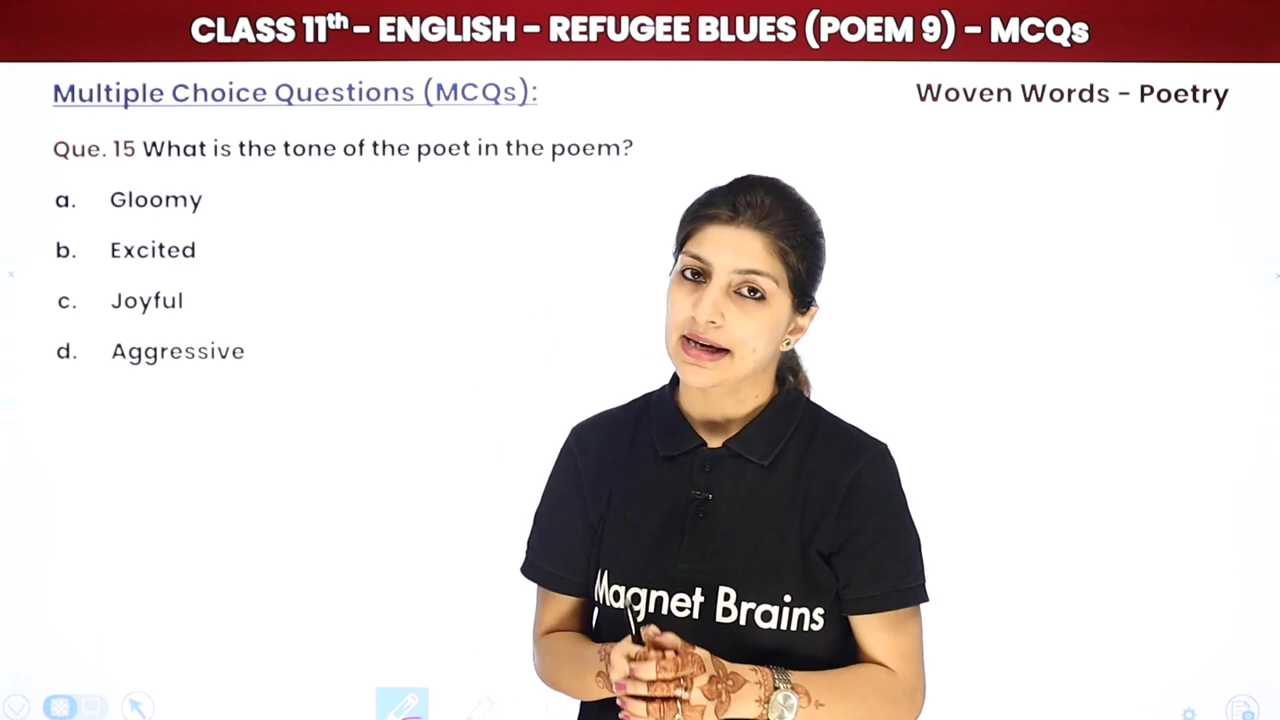 CLASS 11th - ENGLISH - REFUGEE BLUES (POEM 9) - MCQs
Multiple Choice Questions (MCQs):
Woven Words - Poetry
Que. 15 What is the tone of the poet in the poem?
a. Gloomy
b. Excited
c. Joyful
d. Aggressive
Magnet Brains